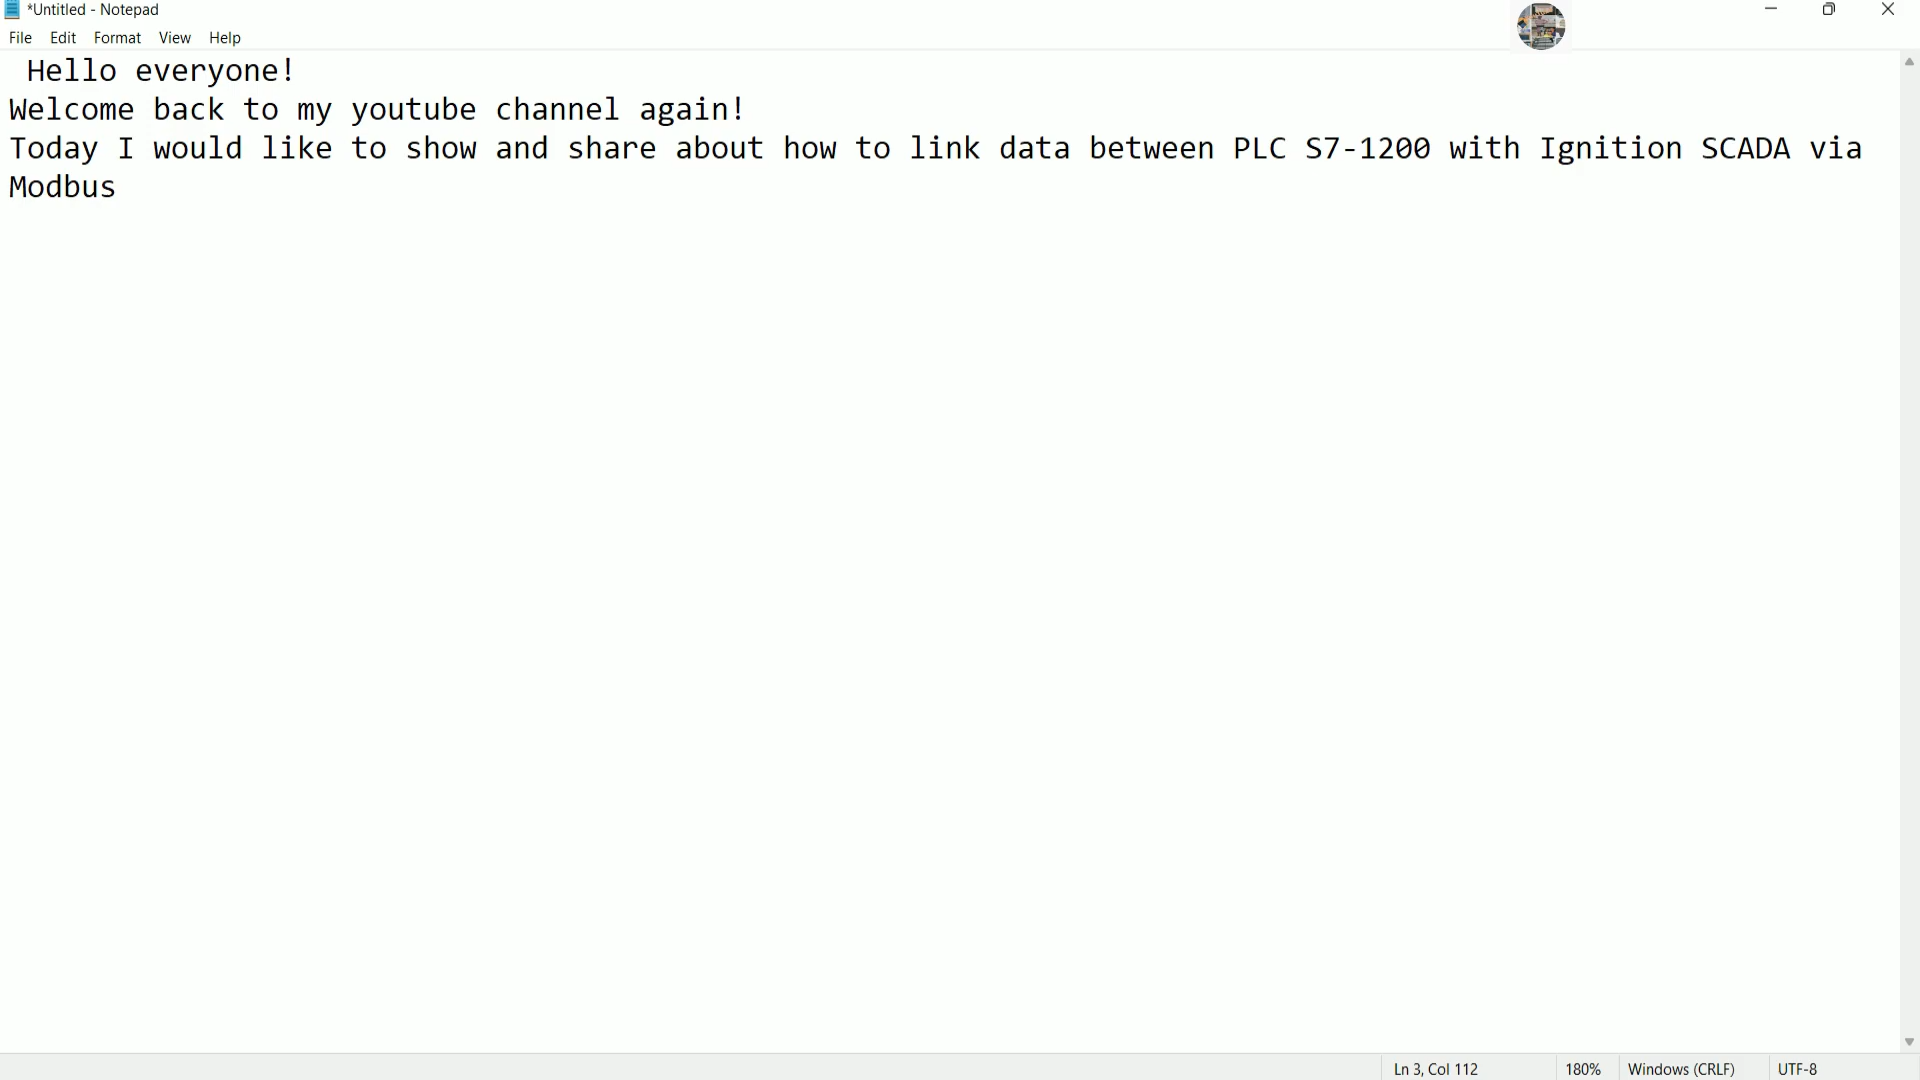 *Untitled - Notepad
File Edit Format View Help
Hello everyone!
Welcome back to my youtube channel again!
Today I would like to show and share about how to link data between PLC S7-1200 with Ignition SCADA via
Modbus
Ln 3, Col 112 180% Windows (CRLF) UTF-8